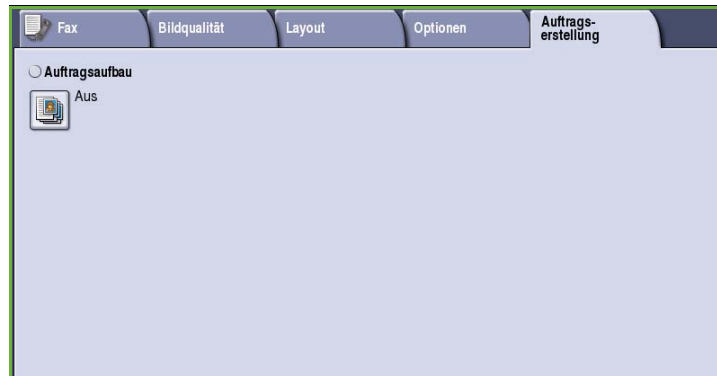 Fax Bildqualität Layout Optionen Auftrags-
erstellung
Auftragsaufbau
Aus